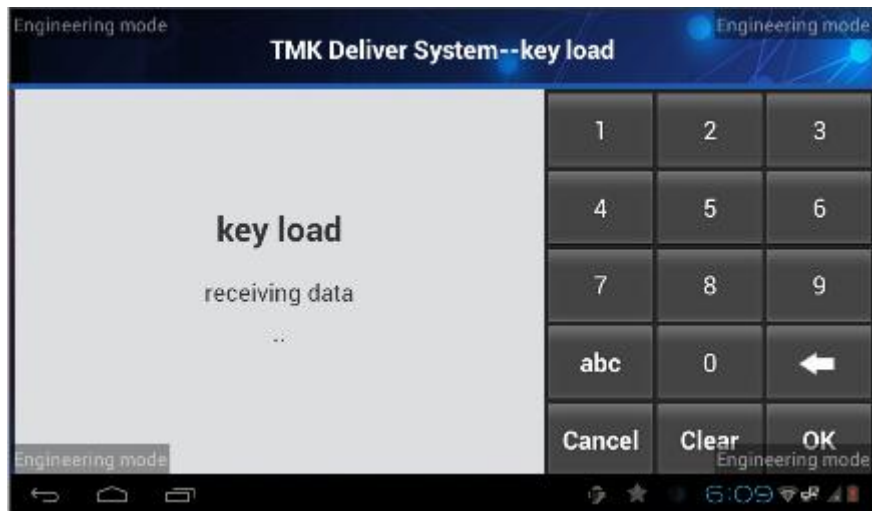 Engineering mode
Engineering mode
TMK Deliver System--key load
1 2 3
4 5 6
7 8 9
abc 0
Cancel Clear OK
key load
receiving data
..
Engineering mode
Engineering mode
6:09